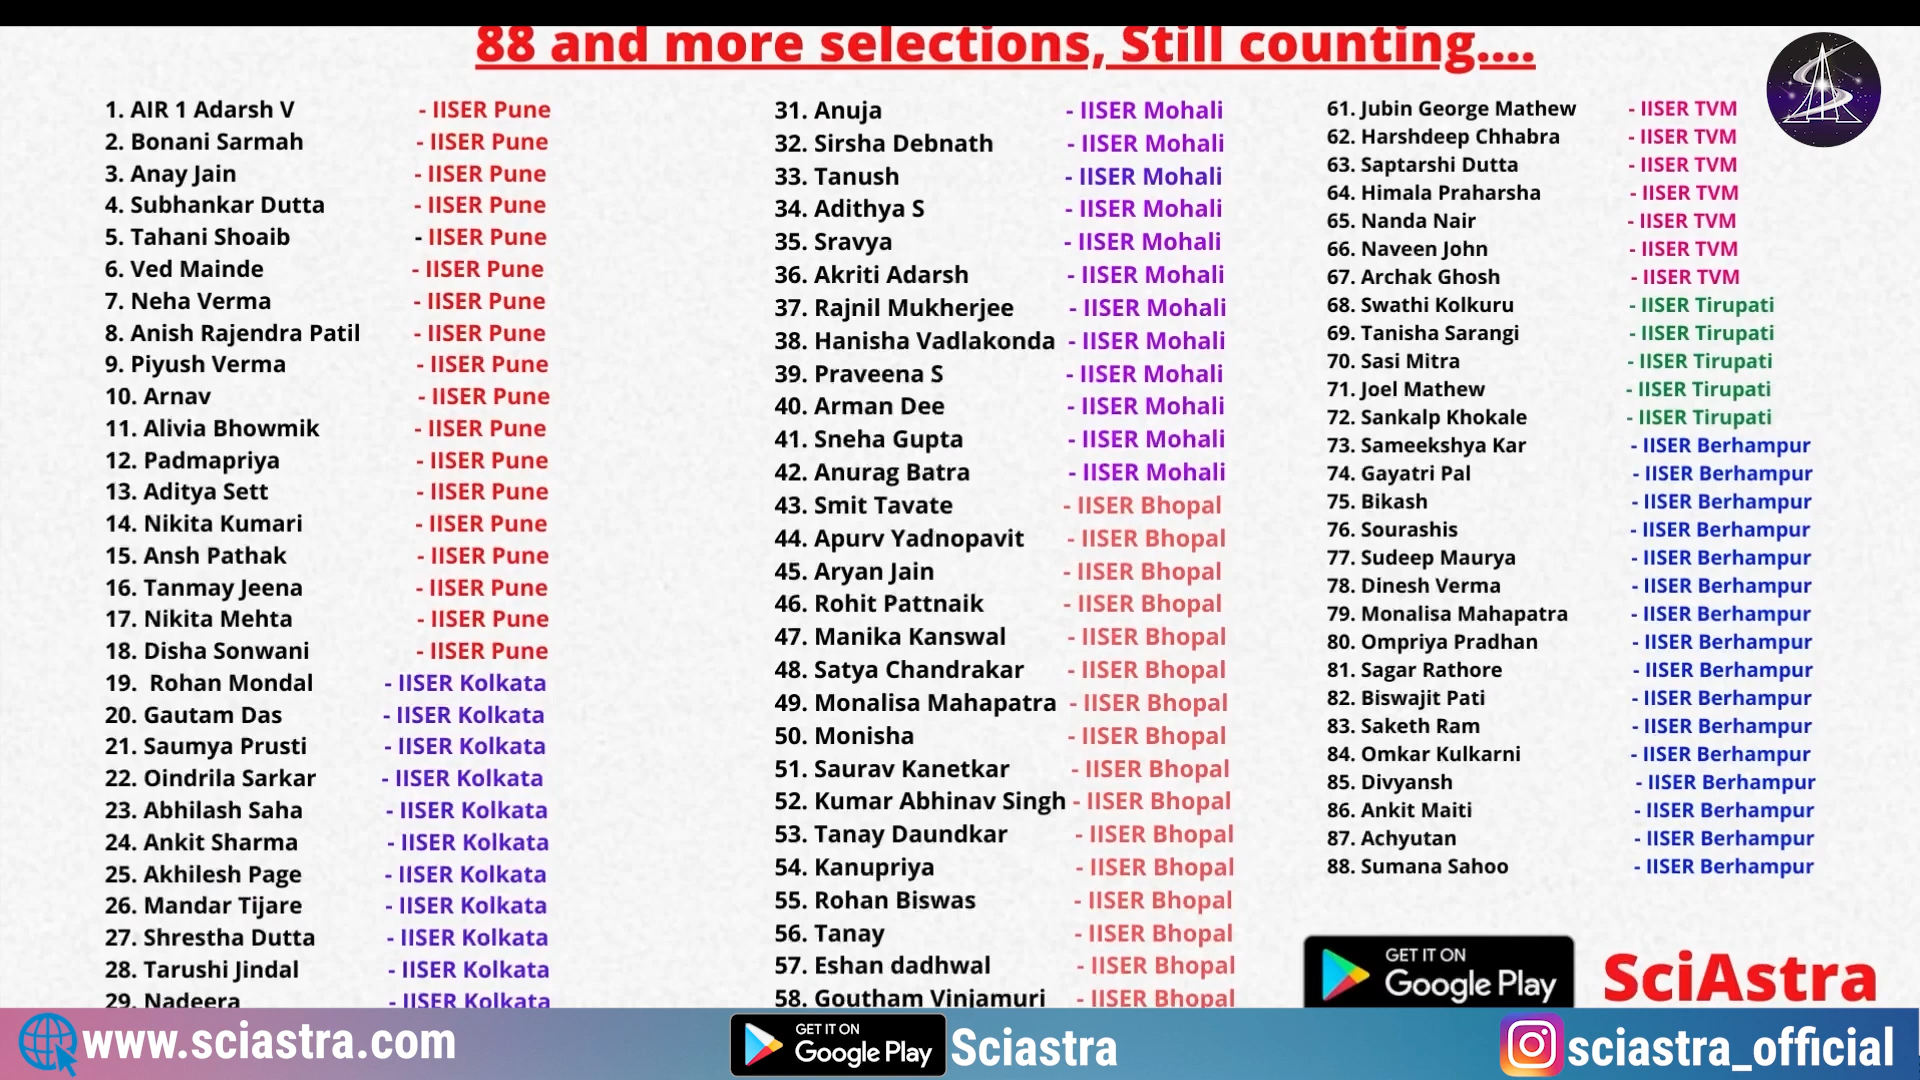 88 and more selections, Still counting....
1. AIR 1 Adarsh V - IISER Pune
2. Bonani Sarmah - IISER Pune
3. Anay Jain - IISER Pune
4. Subhankar Dutta - IISER Pune
5. Tahani Shoaib - IISER Pune
6. Ved Mainde - IISER Pune
7. Neha Verma - IISER Pune
8. Anish Rajendra Patil - IISER Pune
9. Piyush Verma - IISER Pune
10. Arnav - IISER Pune
11. Alivia Bhowmik - IISER Pune
12. Padmapriya - IISER Pune
13. Aditya Sett - IISER Pune
14. Nikita Kumari - IISER Pune
15. Ansh Pathak - IISER Pune
16. Tanmay Jeena - IISER Pune
17. Nikita Mehta - IISER Pune
18. Disha Sonwani - IISER Pune
19. Rohan Mondal - IISER Kolkata
20. Gautam Das - IISER Kolkata
21. Saumya Prusti - IISER Kolkata
22. Oindrila Sarkar - IISER Kolkata
23. Abhilash Saha - IISER Kolkata
24. Ankit Sharma - IISER Kolkata
25. Akhilesh Page - IISER Kolkata
26. Mandar Tijare - IISER Kolkata
27. Shrestha Dutta - IISER Kolkata
28. Tarushi Jindal - IISER Kolkata
29. Nadeera - IISER Kolkata
31. Anuja - IISER Mohali
32. Sirsha Debnath - IISER Mohali
33. Tanush - IISER Mohali
34. Adithya S - IISER Mohali
35. Sravya - IISER Mohali
36. Akriti Adarsh - IISER Mohali
37. Rajnil Mukherjee - IISER Mohali
38. Hanisha Vadlakonda - IISER Mohali
39. Praveena S - IISER Mohali
40. Arman Dee - IISER Mohali
41. Sneha Gupta - IISER Mohali
42. Anurag Batra - IISER Mohali
43. Smit Tavate - IISER Bhopal
44. Apurv Yadnopavit - IISER Bhopal
45. Aryan Jain - IISER Bhopal
46. Rohit Pattnaik - IISER Bhopal
47. Manika Kanswal - IISER Bhopal
48. Satya Chandrakar - IISER Bhopal
49. Monalisa Mahapatra - IISER Bhopal
50. Monisha - IISER Bhopal
51. Saurav Kanetkar - IISER Bhopal
52. Kumar Abhinav Singh - IISER Bhopal
53. Tanay Daundkar - IISER Bhopal
54. Kanupriya - IISER Bhopal
55. Rohan Biswas - IISER Bhopal
56. Tanay - IISER Bhopal
57. Eshan dadhwal - IISER Bhopal
58. Goutham Vinjamuri - IISER Bhopal
61. Jubin George Mathew - IISER TVM
62. Harshdeep Chhabra - IISER TVM
63. Saptarshi Dutta - IISER TVM
64. Himala Praharsha - IISER TVM
65. Nanda Nair - IISER TVM
66. Naveen John - IISER TVM
67. Archak Ghosh - IISER TVM
68. Swathi Kolkuru - IISER Tirupati
69. Tanisha Sarangi - IISER Tirupati
70. Sasi Mitra - IISER Tirupati
71. Joel Mathew - IISER Tirupati
72. Sankalp Khokale - IISER Tirupati
73. Sameekshya Kar - IISER Berhampur
74. Gayatri Pal - IISER Berhampur
75. Bikash - IISER Berhampur
76. Sourashis - IISER Berhampur
77. Sudeep Maurya - IISER Berhampur
78. Dinesh Verma - IISER Berhampur
79. Monalisa Mahapatra - IISER Berhampur
80. Ompriya Pradhan - IISER Berhampur
81. Sagar Rathore - IISER Berhampur
82. Biswajit Pati - IISER Berhampur
83. Saketh Ram - IISER Berhampur
84. Omkar Kulkarni - IISER Berhampur
85. Divyansh - IISER Berhampur
86. Ankit Maiti - IISER Berhampur
87. Achyutan - IISER Berhampur
88. Sumana Sahoo - IISER Berhampur
GET IT ON
Google Play
SciAstra
www.sciastra.com
GET IT ON
Google Play
Sciastra
sciastra_official